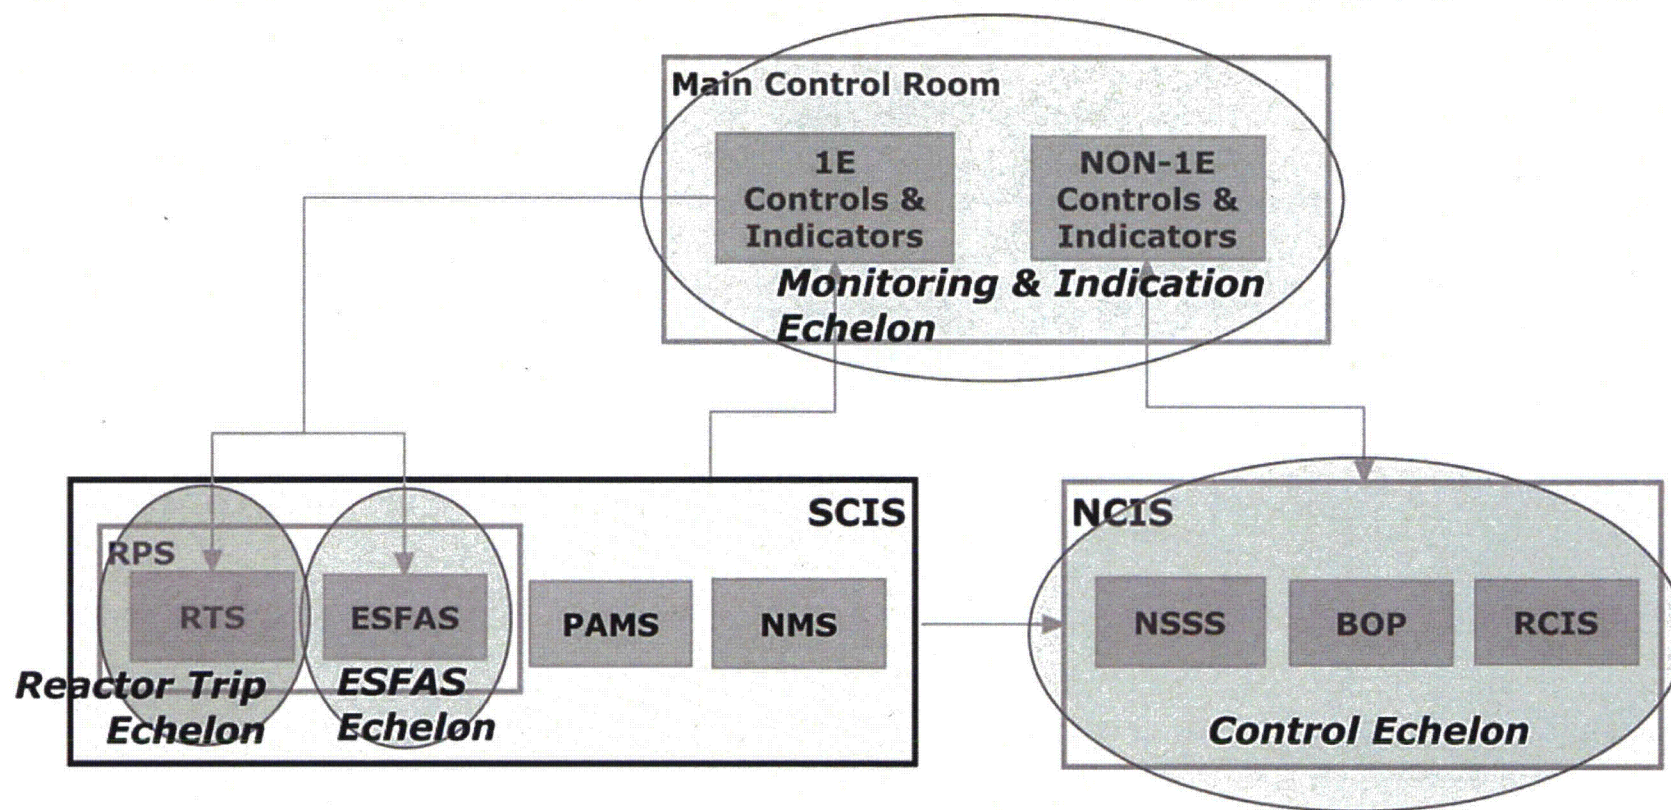 Main Control Room
1E
Controls &
Indicators
NON-1E
Controls &
Indicators
Monitoring & Indication
Echelon
SCIS
RPS
RTS
ESFAS
PAMS
NMS
Reactor Trip
Echelon
ESFAS
Echelon
NCIS
NSSS
BOP
RCIS
Control Echelon